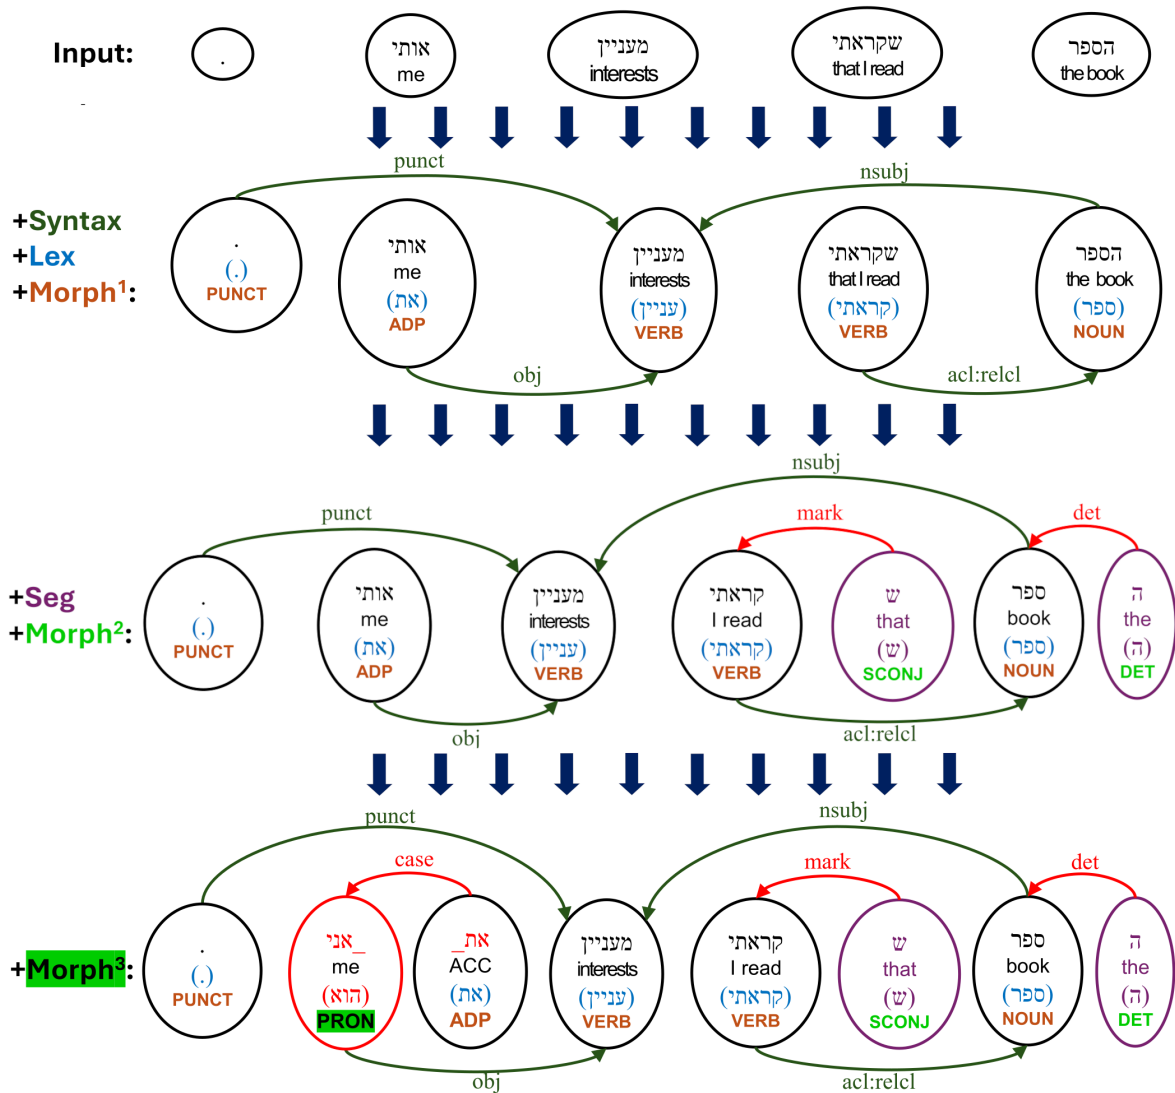 Input:
.
אותי
me
מעניין
interests
שקראתי
that I read
הספר
the book
punct
nsubj
+Syntax
+Lex
+Morph¹:
.
(.)
PUNCT
אותי
me
(את)
ADP
מעניין
interests
(עניין)
VERB
שקראתי
that I read
(קראתי)
VERB
הספר
the book
(ספר)
NOUN
obj
acl:relcl
nsubj
punct
mark
det
+Seg
+Morph²:
.
(.)
PUNCT
אותי
me
(את)
ADP
מעניין
interests
(עניין)
VERB
קראתי
I read
(קראתי)
VERB
ש
that
(ש)
SCONJ
ספר
book
(ספר)
NOUN
ה
the
(ה)
DET
obj
acl:relcl
punct
nsubj
case
mark
det
+Morph³:
.
(.)
PUNCT
_אני
me
(הוא)
PRON
את_
ACC
(את)
ADP
מעניין
interests
(עניין)
VERB
קראתי
I read
(קראתי)
VERB
ש
that
(ש)
SCONJ
ספר
book
(ספר)
NOUN
ה
the
(ה)
DET
obj
acl:relcl